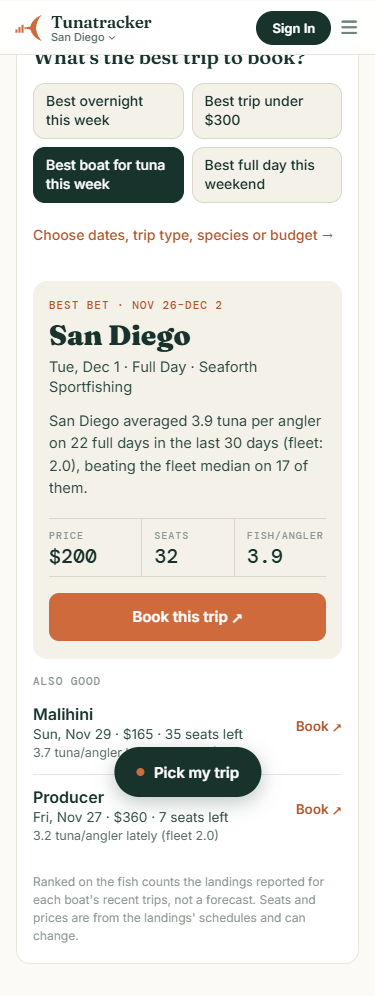 Tunatracker
San Diego
Sign In
What's the best trip to book?
Best overnight
this week
Best trip under
$300
Best boat for tuna
this week
Best full day this
weekend
Choose dates, trip type, species or budget →
BEST BET · NOV 26–DEC 2
San Diego
Tue, Dec 1 · Full Day · Seaforth
Sportfishing
San Diego averaged 3.9 tuna per angler
on 22 full days in the last 30 days (fleet:
2.0), beating the fleet median on 17 of
them.
PRICE
$200
SEATS
32
FISH/ANGLER
3.9
Book this trip ↗
ALSO GOOD
Malihini
Sun, Nov 29 · $165 · 35 seats left
3.7 tuna/angler
Book ↗
Pick my trip
Producer
Fri, Nov 27 · $360 · 7 seats left
3.2 tuna/angler lately (fleet 2.0)
Book ↗
Ranked on the fish counts the landings reported for
each boat's recent trips, not a forecast. Seats and
prices are from the landings' schedules and can
change.